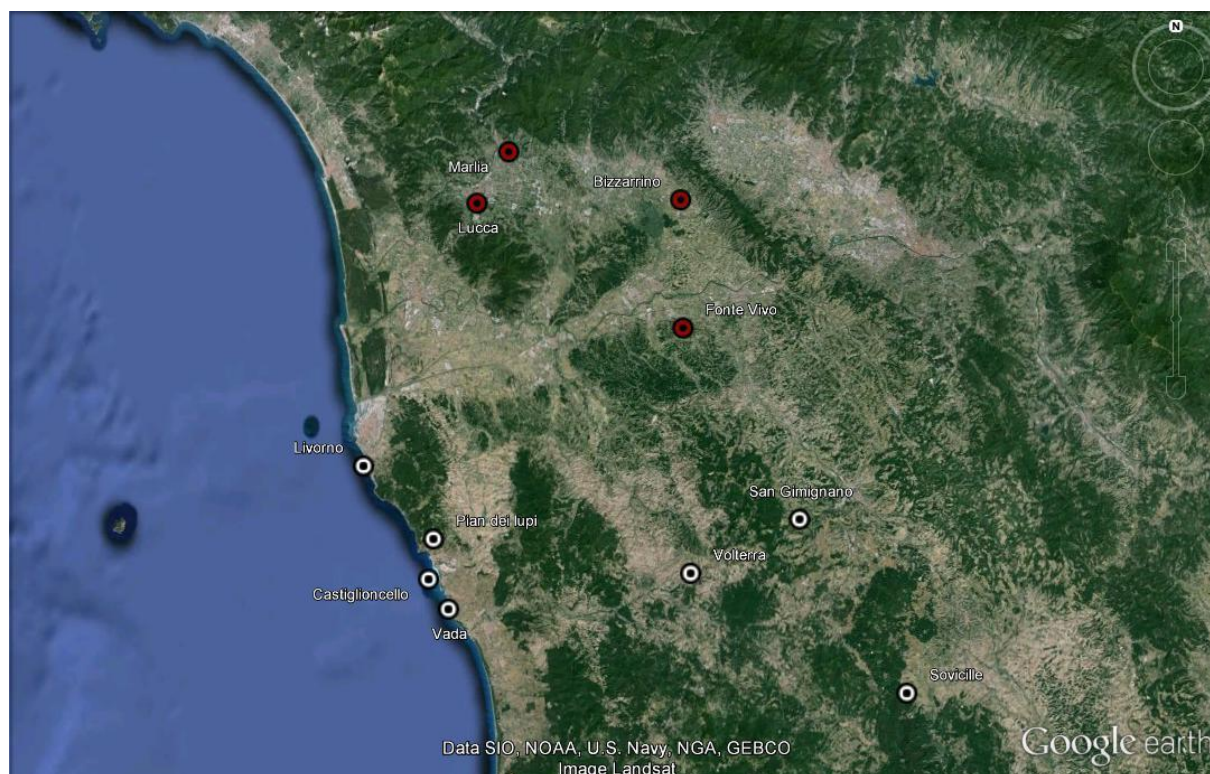 N
Marlia
Bizzarrino
Lucca
Fonte Vivo
Livorno
San Gimignano
Pian dei lupi
Volterra
Castiglioncello
Vada
Sovicille
Data SIO, NOAA, U.S. Navy, NGA, GEBCO
Image Landsat
Google earth